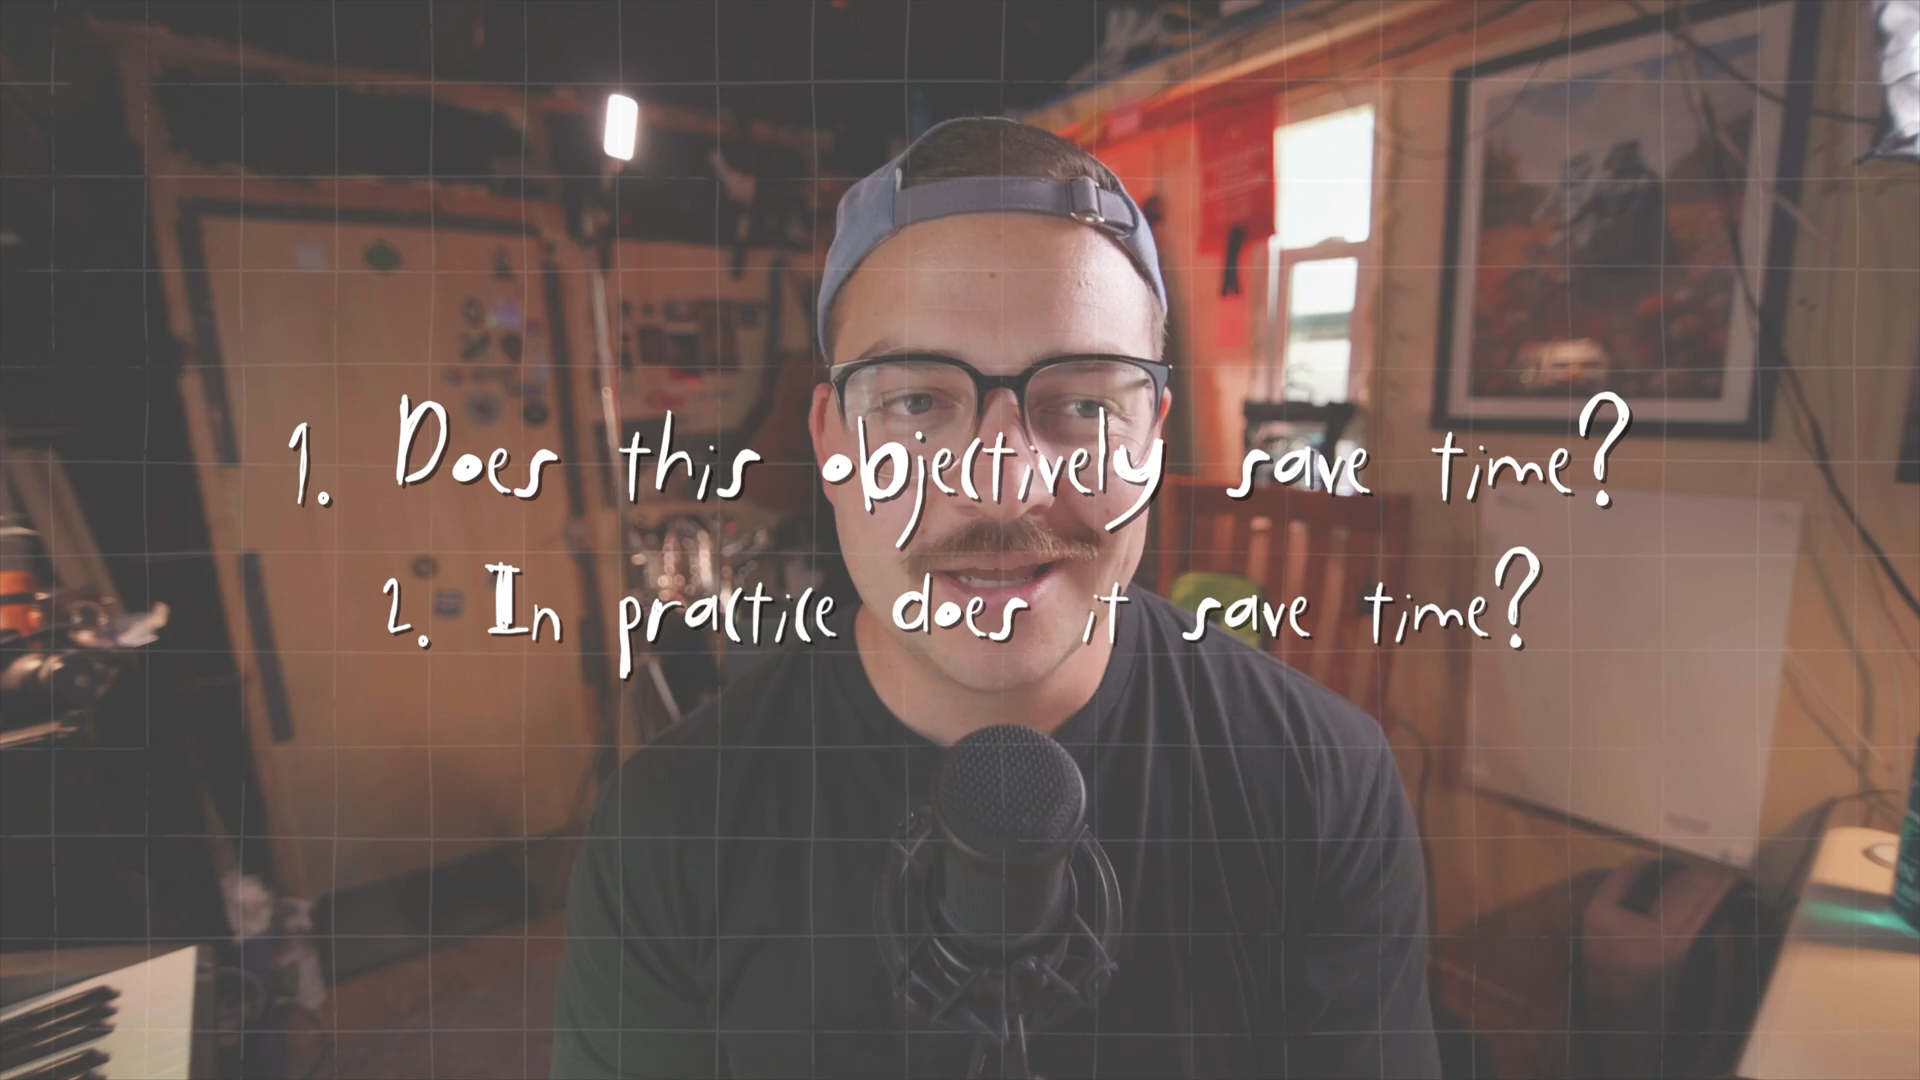 1. Does this objectively save time?
2. In practice does it save time?